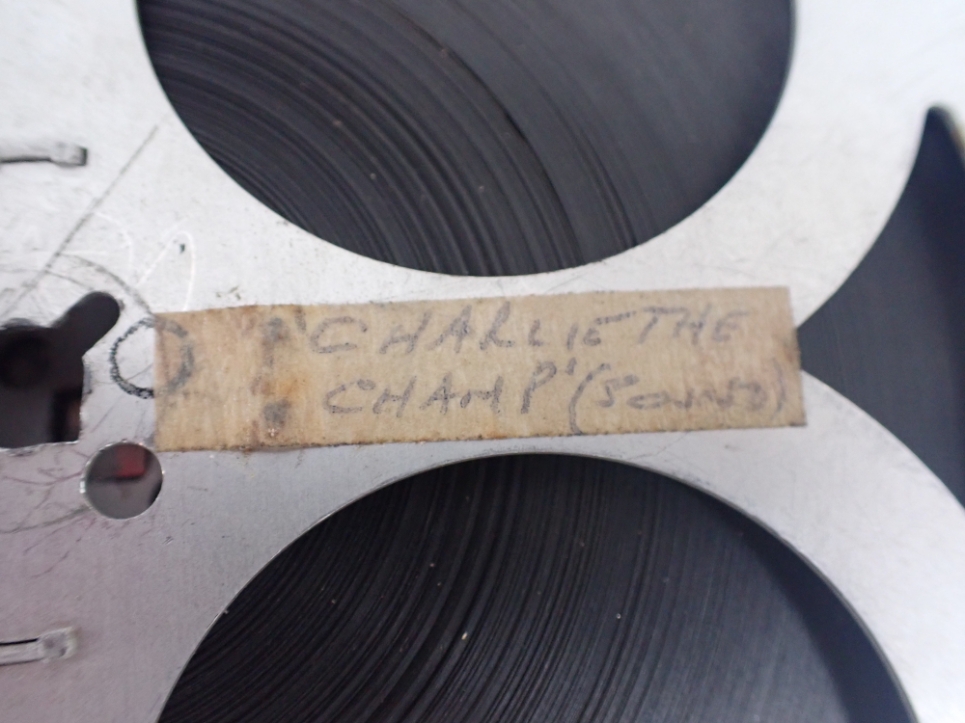 "CHARLIE THE
CHAMP" (SOUND)